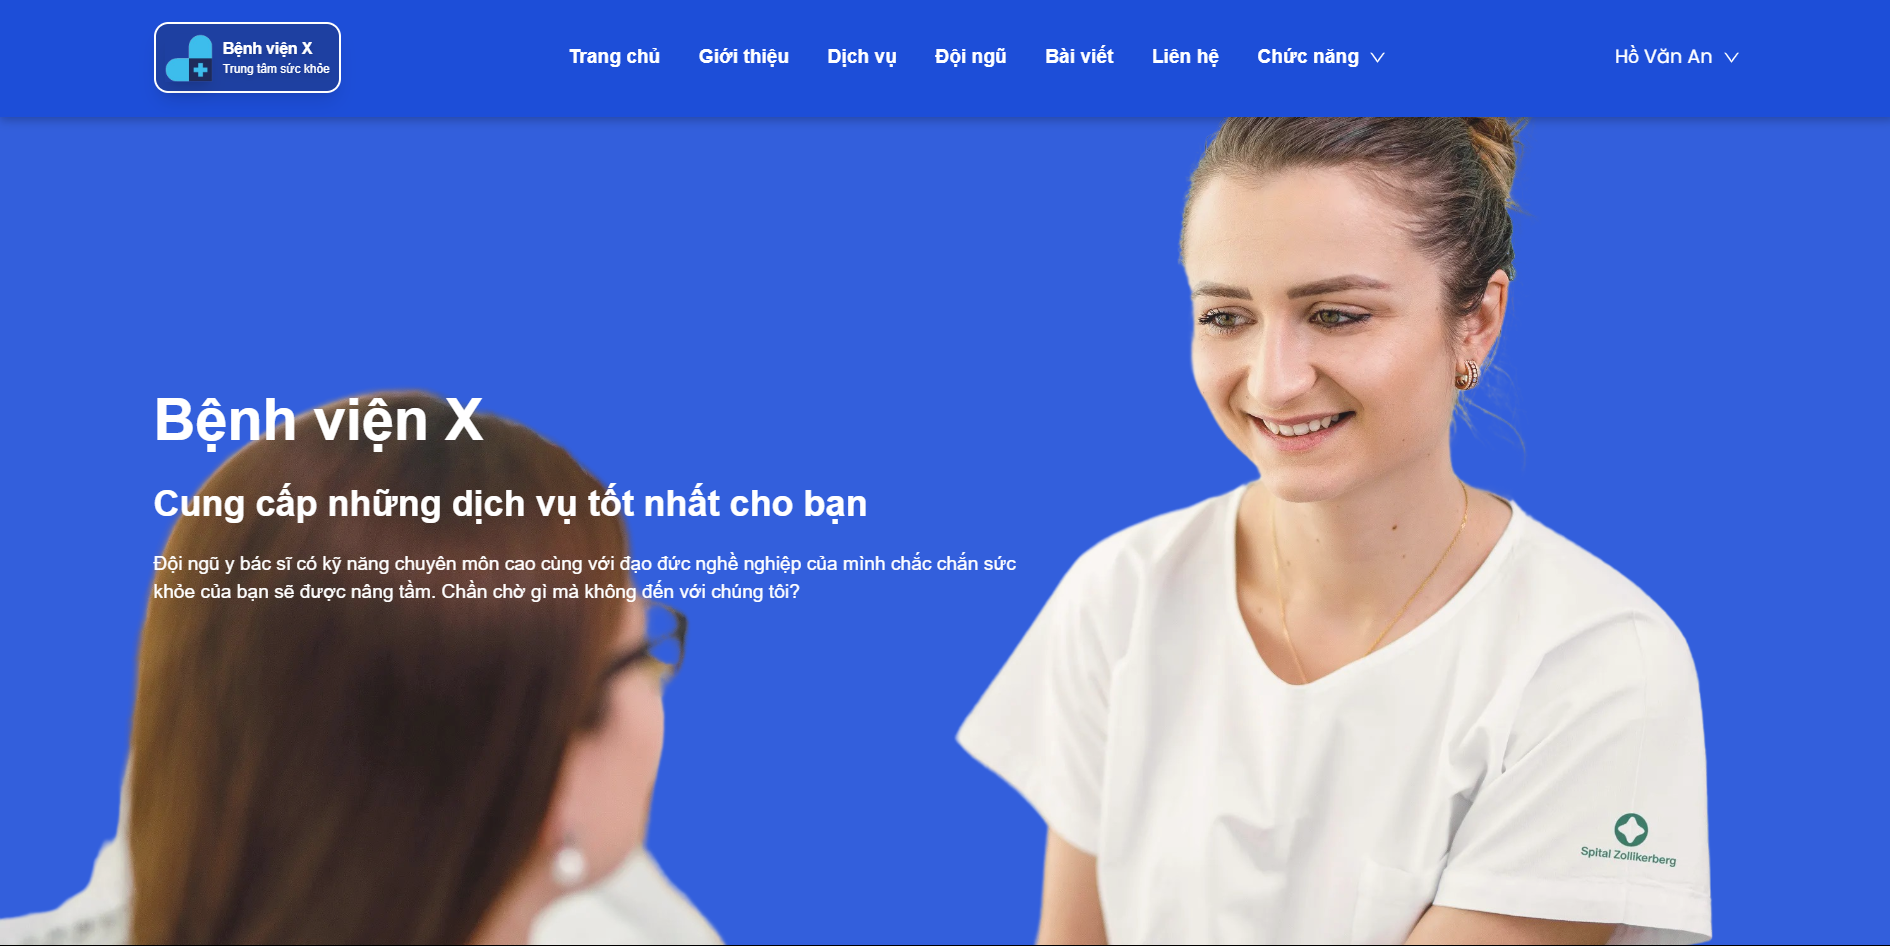 Bệnh viện X
Trung tâm sức khỏe
Trang chủ Giới thiệu Dịch vụ Đội ngũ Bài viết Liên hệ Chức năng
Hồ Văn An
Bệnh viện X
Cung cấp những dịch vụ tốt nhất cho bạn
Đội ngũ y bác sĩ có kỹ năng chuyên môn cao cùng với đạo đức nghề nghiệp của mình chắc chắn sức
khỏe của bạn sẽ được nâng tầm. Chần chờ gì mà không đến với chúng tôi?
Spital Zollikerberg